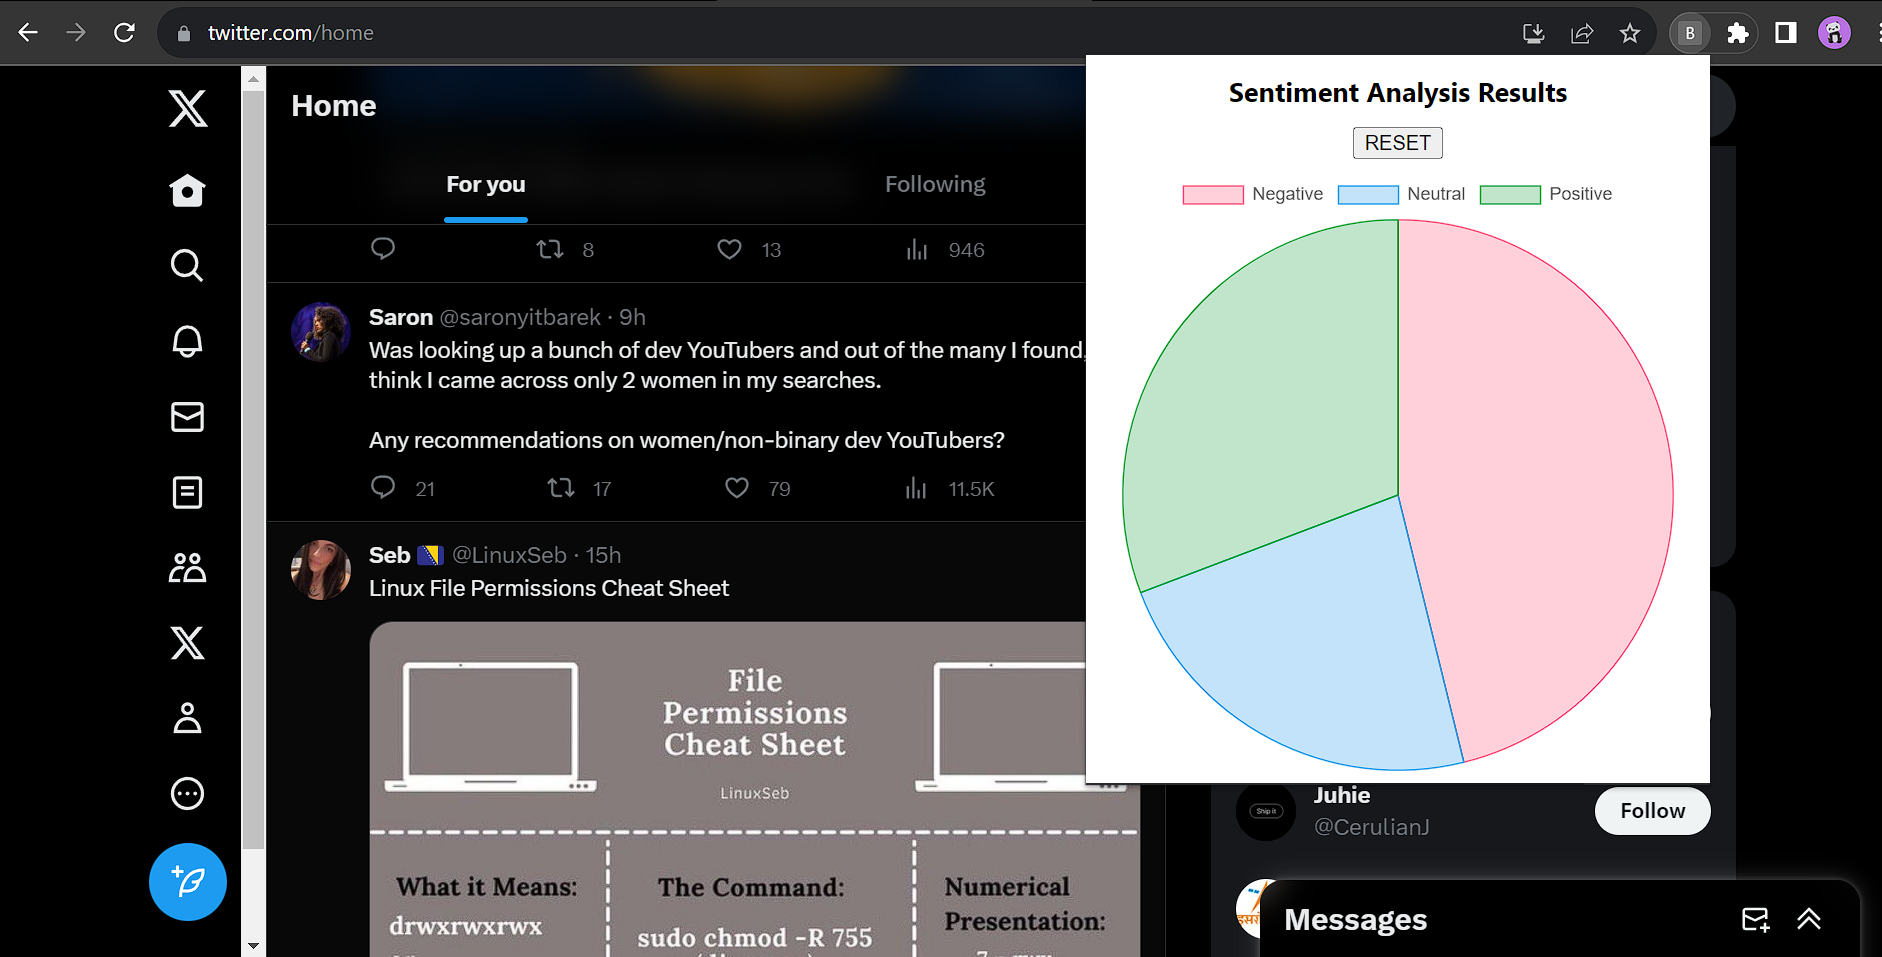 twitter.com/home
B
Home
For you
Following
8
13
946
Saron @saronyitbarek · 9h
Was looking up a bunch of dev YouTubers and out of the many I found,
think I came across only 2 women in my searches.
Any recommendations on women/non-binary dev YouTubers?
21
17
79
11.5K
Seb @LinuxSeb · 15h
Linux File Permissions Cheat Sheet
File
Permissions
Cheat Sheet
LinuxSeb
What it Means:
drwxrwxrwx
The Command:
sudo chmod -R 755
Numerical
Presentation:
Sentiment Analysis Results
RESET
Negative
Neutral
Positive
Ship it
Juhie
@CerulianJ
Follow
Messages